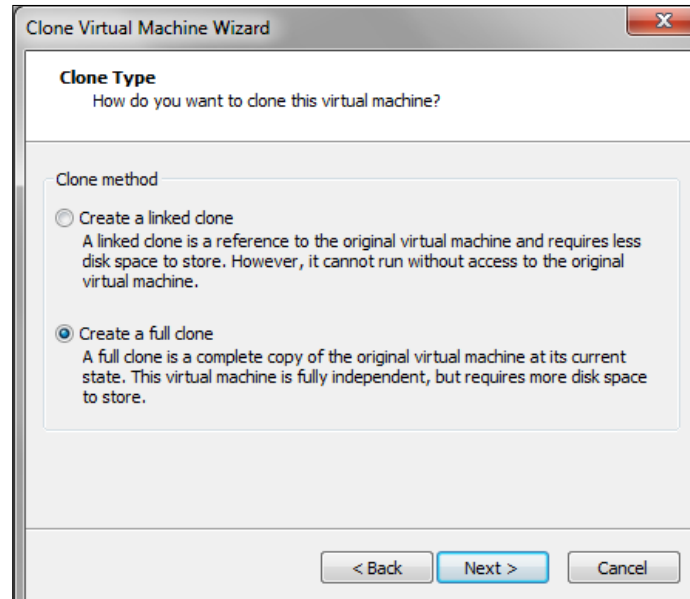 Clone Virtual Machine Wizard
Clone Type
How do you want to clone this virtual machine?
Clone method
Create a linked clone
A linked clone is a reference to the original virtual machine and requires less
disk space to store. However, it cannot run without access to the original
virtual machine.
Create a full clone
A full clone is a complete copy of the original virtual machine at its current
state. This virtual machine is fully independent, but requires more disk space
to store.
< Back
Next >
Cancel